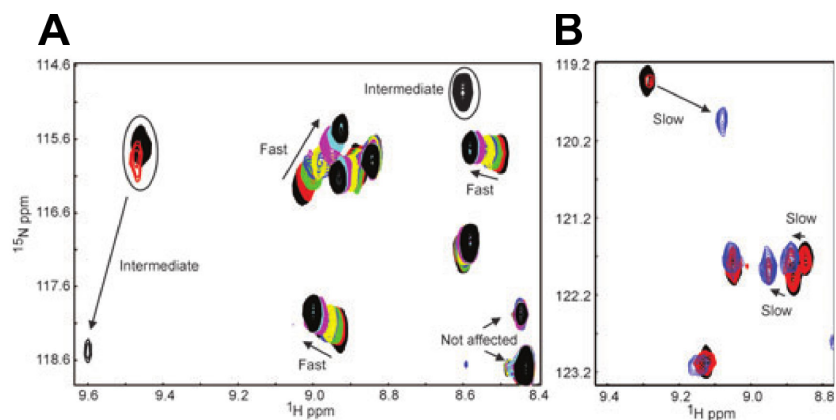 A
B
114.6
115.6
116.6
117.6
118.6
15N ppm
Intermediate
Fast
Fast
Intermediate
Not affected
Fast
9.6 9.4 9.2 9.0 8.8 8.6 8.4
1H ppm
119.2
120.2
121.2
122.2
123.2
Slow
Slow
Slow
9.4 9.2 9.0 8.8
1H ppm